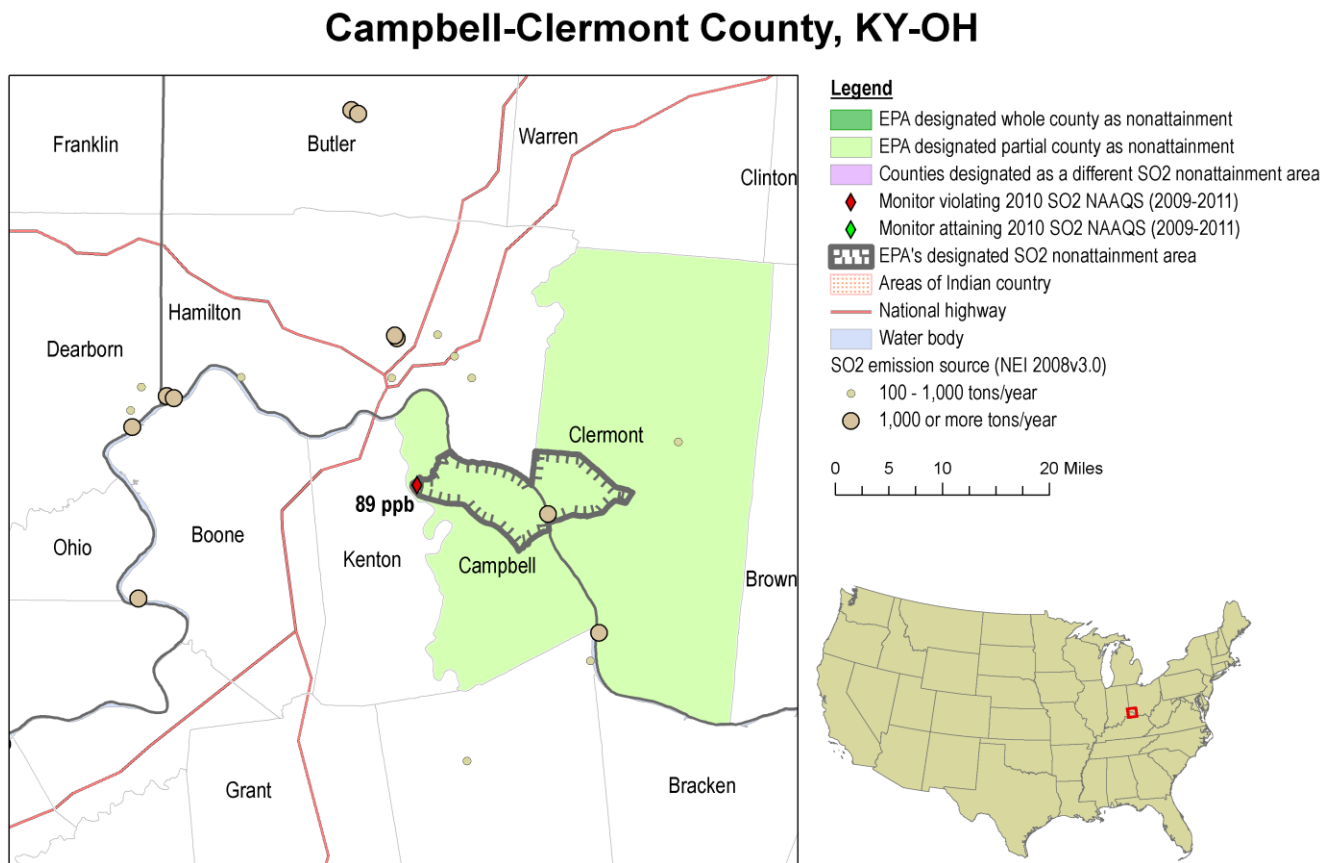 Campbell-Clermont County, KY-OH
Franklin
Butler
Warren
Clinton
Hamilton
Dearborn
Clermont
89 ppb
Ohio
Boone
Kenton
Campbell
Brown
Grant
Bracken
Legend
EPA designated whole county as nonattainment
EPA designated partial county as nonattainment
Counties designated as a different SO2 nonattainment area
Monitor violating 2010 SO2 NAAQS (2009-2011)
Monitor attaining 2010 SO2 NAAQS (2009-2011)
EPA's designated SO2 nonattainment area
Areas of Indian country
National highway
Water body
SO2 emission source (NEI 2008v3.0)
100 - 1,000 tons/year
1,000 or more tons/year
0 5 10 20 Miles